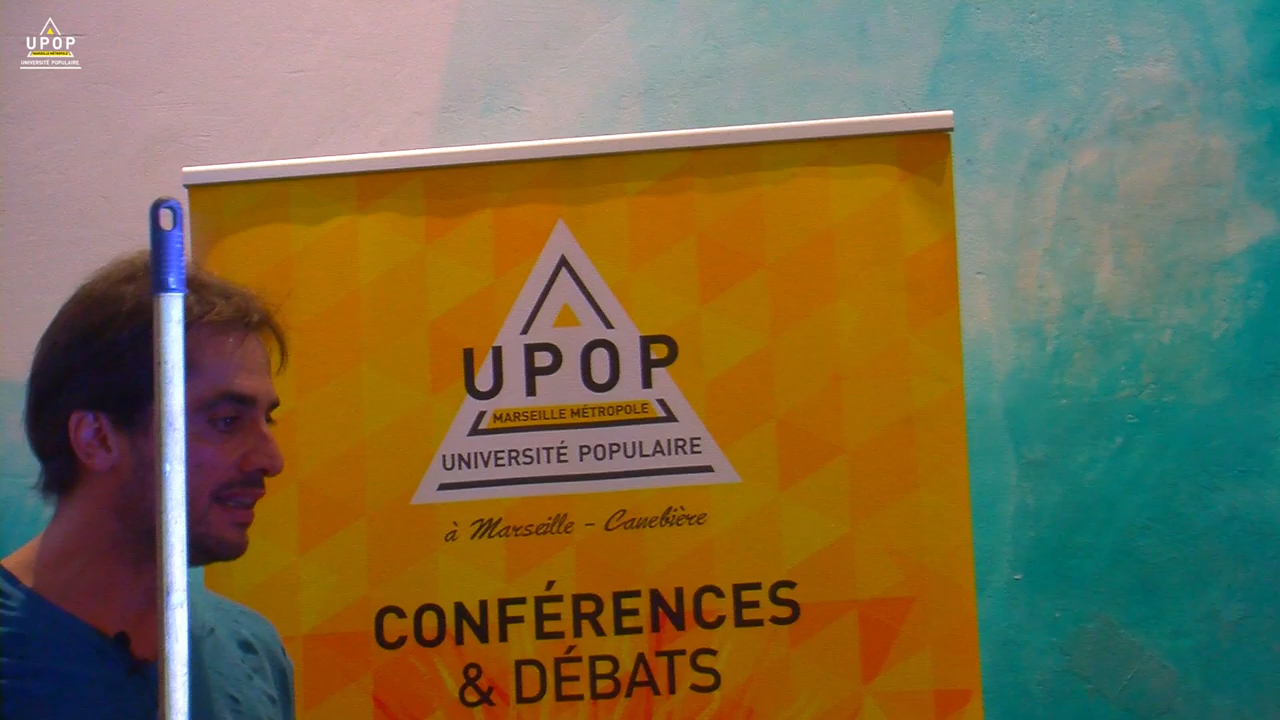 UPOP
MARSEILLE MÉTROPOLE
UNIVERSITÉ POPULAIRE
UPOP
MARSEILLE MÉTROPOLE
UNIVERSITÉ POPULAIRE
à Marseille - Canebière
CONFÉRENCES
& DÉBATS